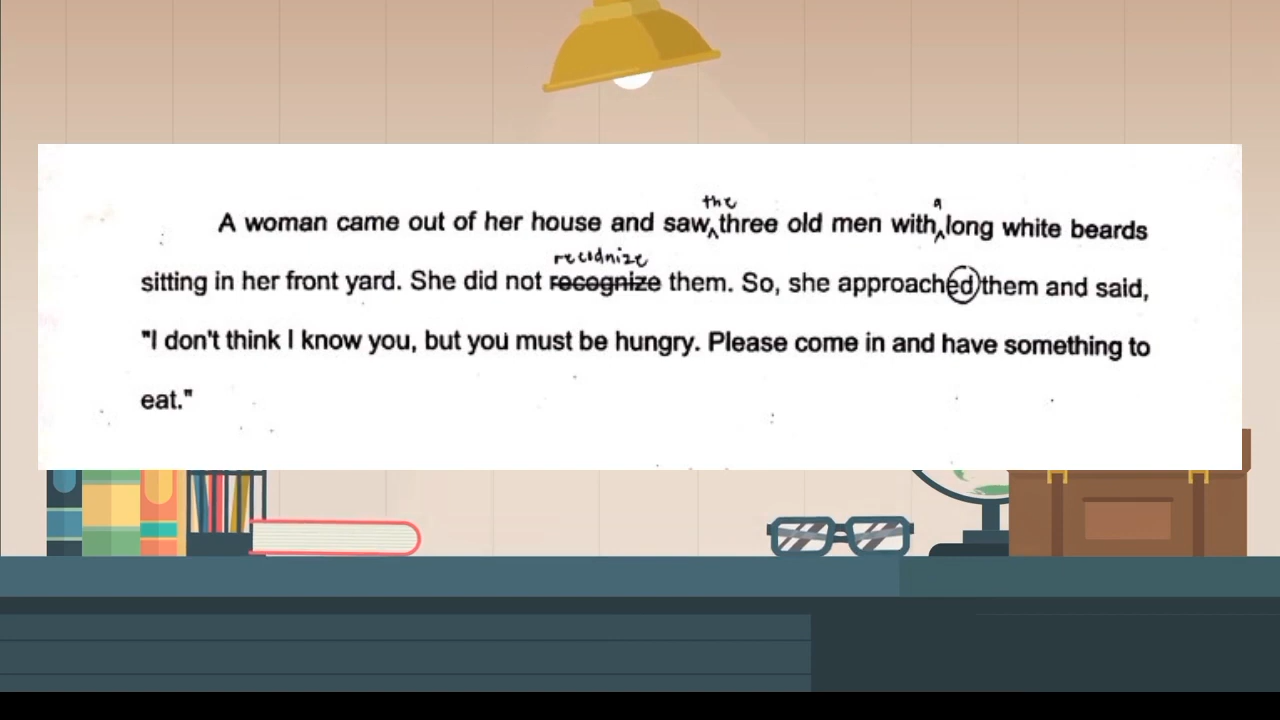 the a
A woman came out of her house and saw‸three old men with‸long white beards
recidnize
sitting in her front yard. She did not recognize them. So, she approached them and said,
"I don't think I know you, but you must be hungry. Please come in and have something to
eat."